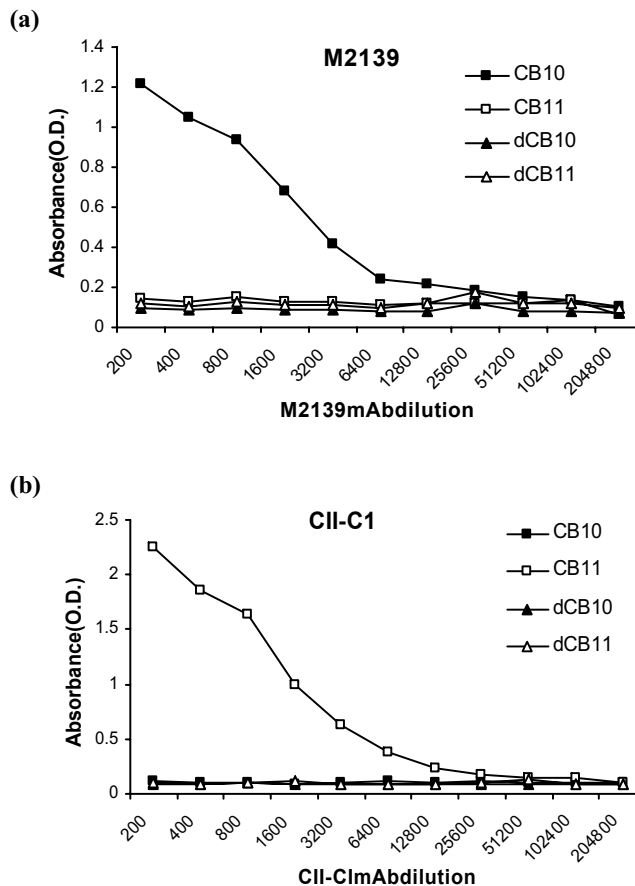 (a)
M2139
1.4
1.2
1
0.8
0.6
0.4
0.2
0
Absorbance(O.D.)
CB10
CB11
dCB10
dCB11
200 400 800 1600 3200 6400 12800 25600 51200 102400 204800
M2139mAbdilution
(b)
CII-C1
2.5
2
1.5
1
0.5
0
Absorbance(O.D.)
CB10
CB11
dCB10
dCB11
200 400 800 1600 3200 6400 12800 25600 51200 102400 204800
CII-CImAbdilution